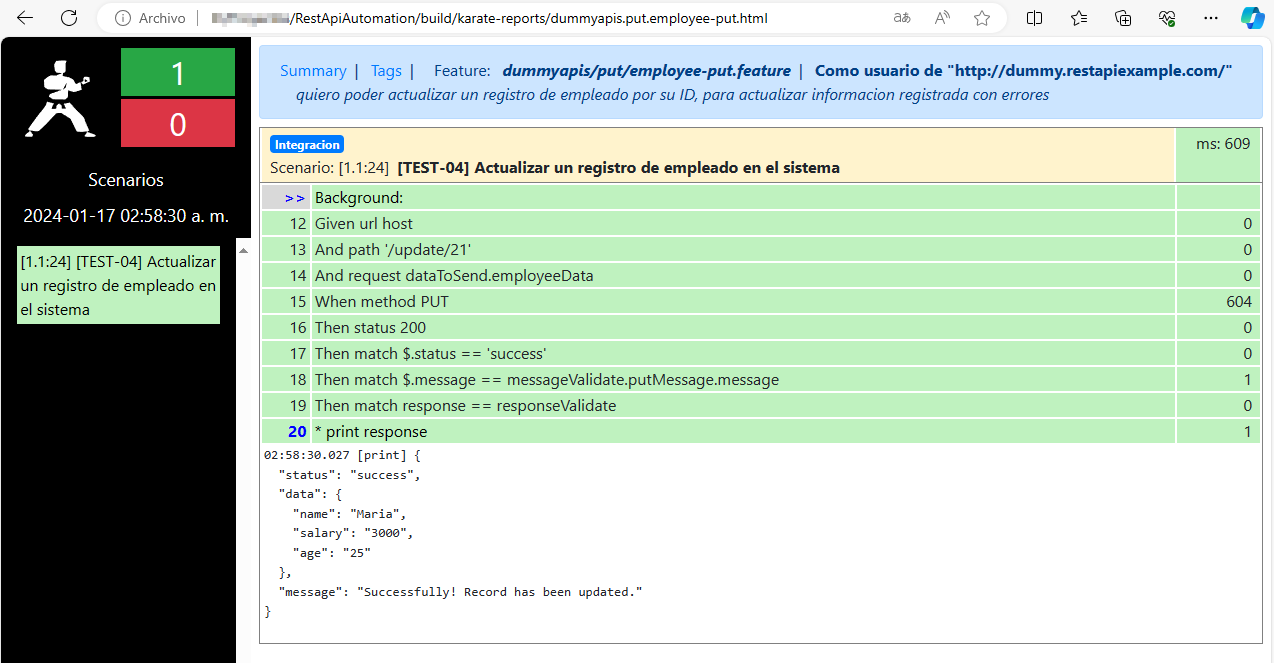 Archivo /RestApiAutomation/build/karate-reports/dummyapis.put.employee-put.html
1
0
Scenarios
2024-01-17 02:58:30 a. m.
[1.1:24] [TEST-04] Actualizar
un registro de empleado en
el sistema
Summary | Tags | Feature: dummyapis/put/employee-put.feature | Como usuario de "http://dummy.restapiexample.com/"
quiero poder actualizar un registro de empleado por su ID, para actualizar informacion registrada con errores
Integracion
ms: 609
Scenario: [1.1:24] [TEST-04] Actualizar un registro de empleado en el sistema
>> Background:
12 Given url host 0
13 And path '/update/21' 0
14 And request dataToSend.employeeData 0
15 When method PUT 604
16 Then status 200 0
17 Then match $.status == 'success' 0
18 Then match $.message == messageValidate.putMessage.message 1
19 Then match response == responseValidate 0
20 * print response 1
02:58:30.027 [print] {
"status": "success",
"data": {
"name": "Maria",
"salary": "3000",
"age": "25"
},
"message": "Successfully! Record has been updated."
}